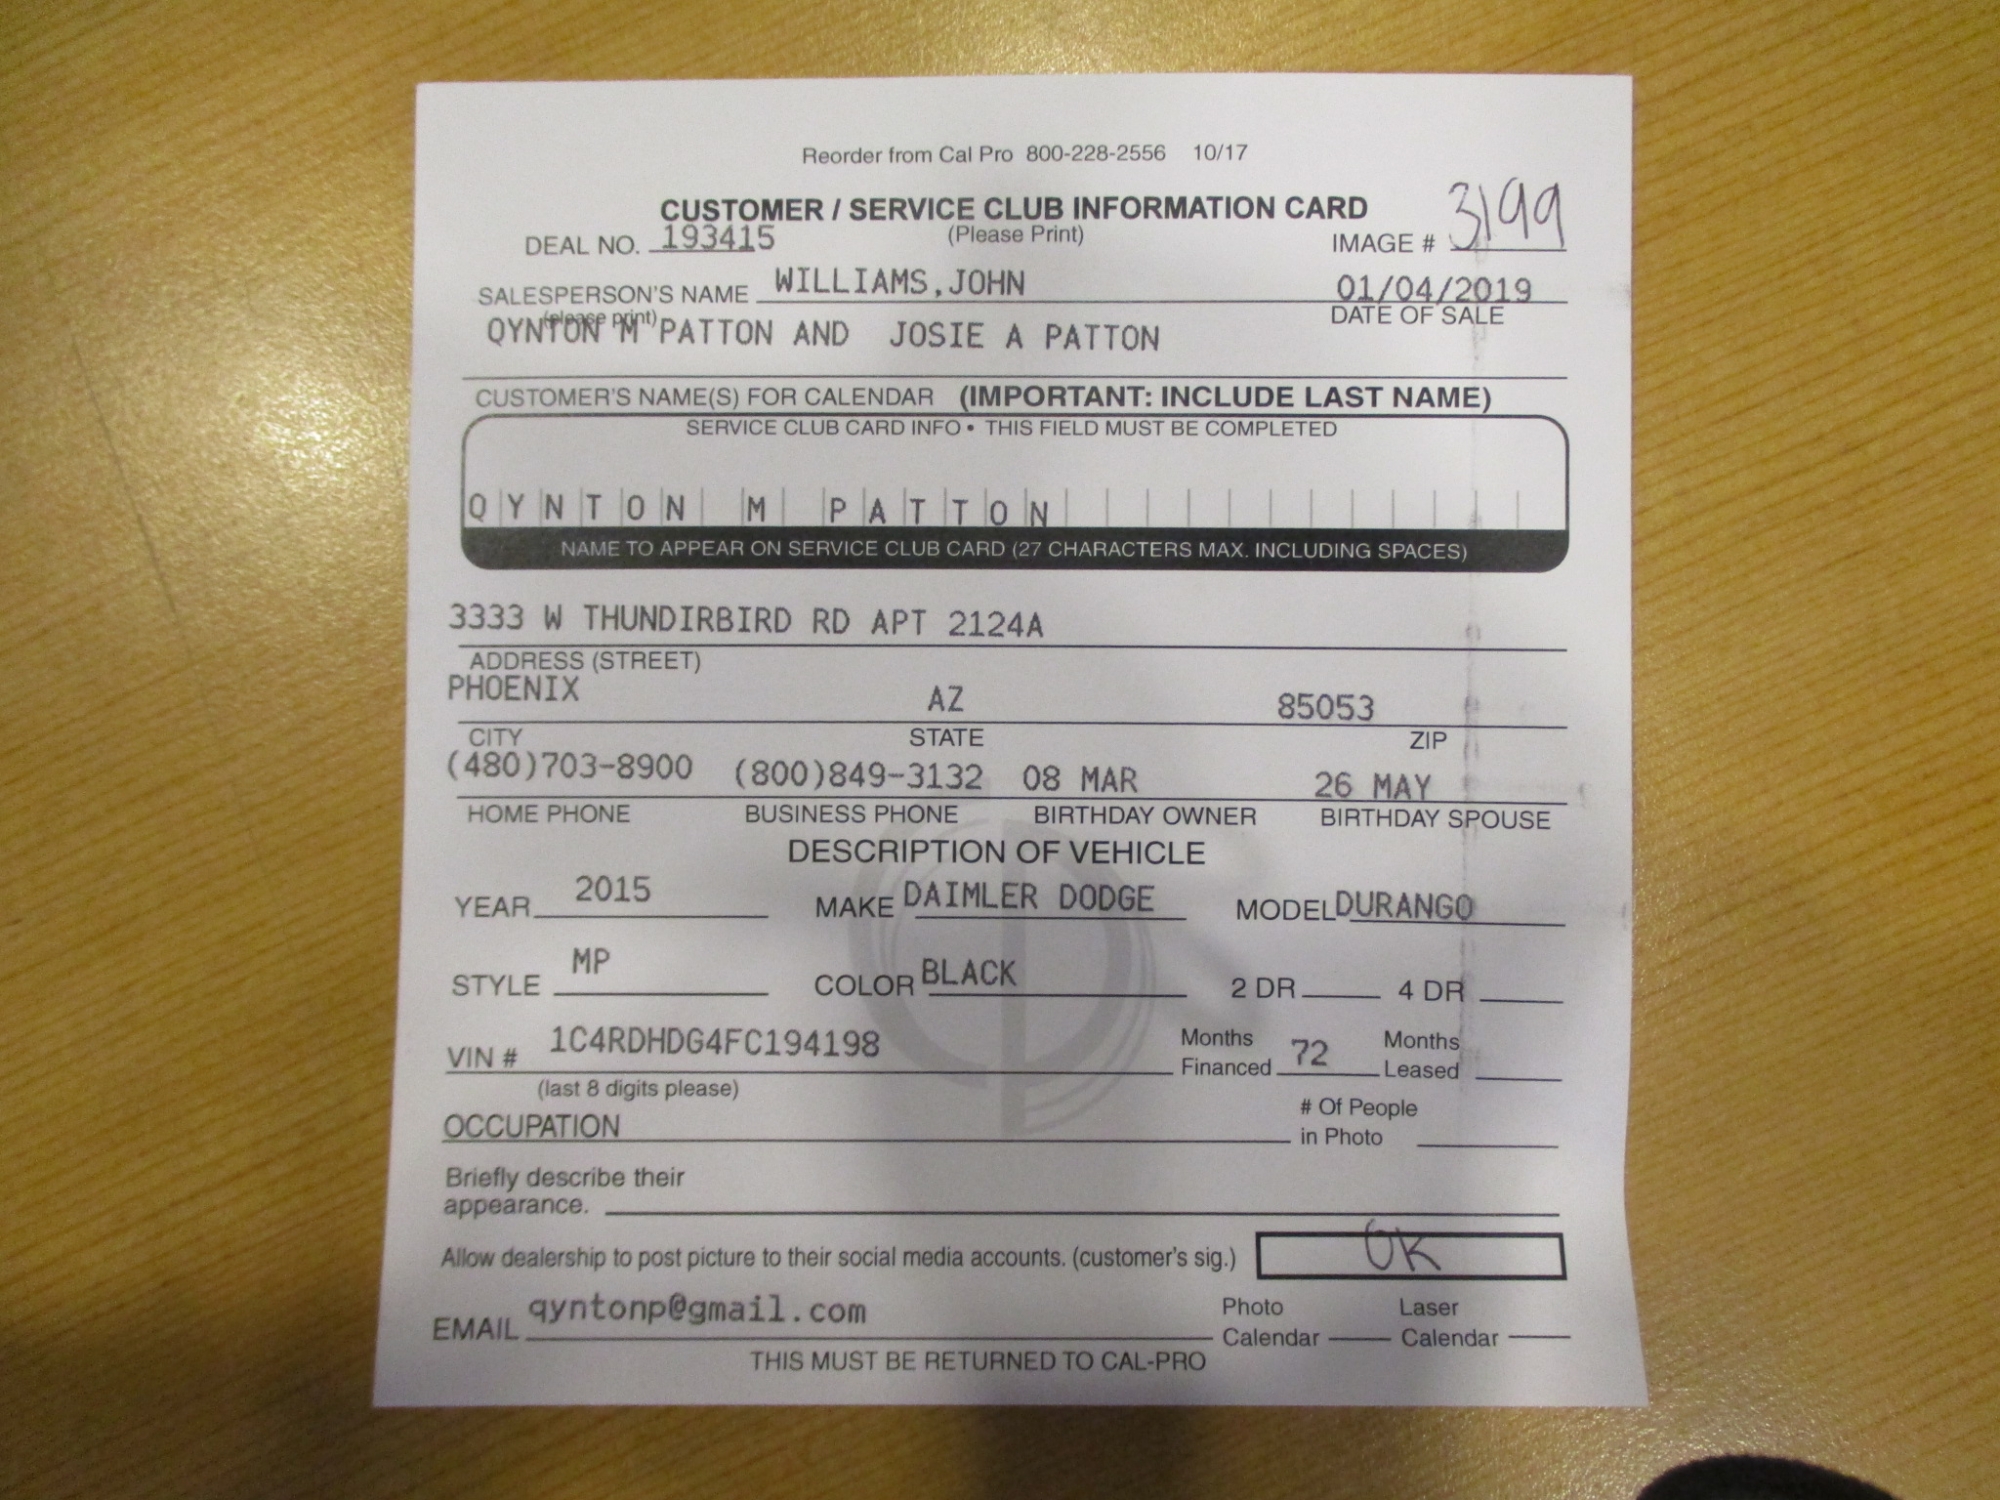 Reorder from Cal Pro 800-228-2556 10/17
CUSTOMER / SERVICE CLUB INFORMATION CARD
DEAL NO. 193415 (Please Print) IMAGE # 3199
SALESPERSON'S NAME WILLIAMS,JOHN 01/04/2019
(please print) DATE OF SALE
QYNTON M PATTON AND JOSIE A PATTON
CUSTOMER'S NAME(S) FOR CALENDAR (IMPORTANT: INCLUDE LAST NAME)
SERVICE CLUB CARD INFO • THIS FIELD MUST BE COMPLETED
QYNTON M PATTON
NAME TO APPEAR ON SERVICE CLUB CARD (27 CHARACTERS MAX. INCLUDING SPACES)
3333 W THUNDIRBIRD RD APT 2124A
ADDRESS (STREET)
PHOENIX AZ 85053
CITY STATE ZIP
(480)703-8900 (800)849-3132 08 MAR 26 MAY
HOME PHONE BUSINESS PHONE BIRTHDAY OWNER BIRTHDAY SPOUSE
DESCRIPTION OF VEHICLE
YEAR 2015 MAKE DAIMLER DODGE MODEL DURANGO
STYLE MP COLOR BLACK 2 DR 4 DR
VIN # 1C4RDHDG4FC194198 Months Financed 72 Months Leased
(last 8 digits please)
OCCUPATION # Of People in Photo
Briefly describe their
appearance.
Allow dealership to post picture to their social media accounts. (customer's sig.) OK
EMAIL qyntonp@gmail.com Photo Calendar Laser Calendar
THIS MUST BE RETURNED TO CAL-PRO